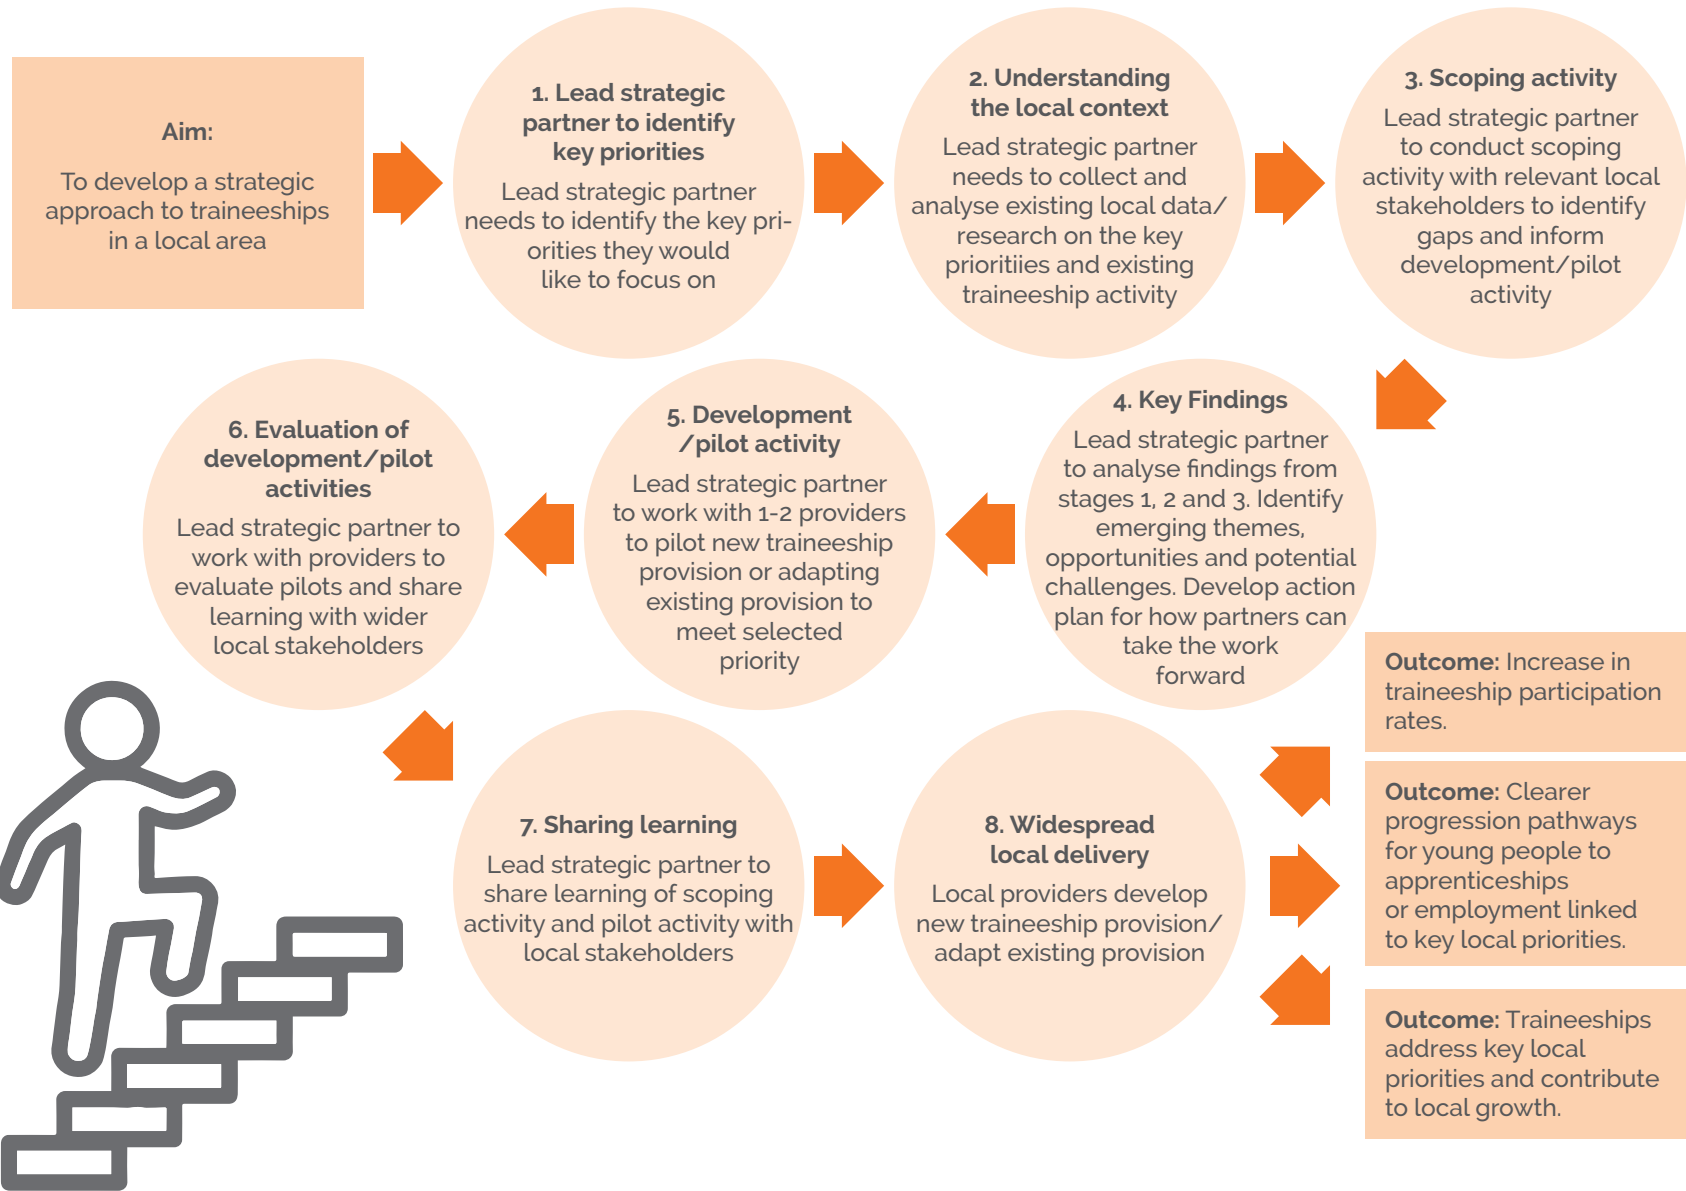 Aim:
To develop a strategic
approach to traineeships
in a local area
1. Lead strategic
partner to identify
key priorities
Lead strategic partner
needs to identify the key pri-
orities they would
like to focus on
2. Understanding
the local context
Lead strategic partner
needs to collect and
analyse existing local data/
research on the key
prioritiies and existing
traineeship activity
3. Scoping activity
Lead strategic partner
to conduct scoping
activity with relevant local
stakeholders to identify
gaps and inform
development/pilot
activity
4. Key Findings
Lead strategic partner
to analyse findings from
stages 1, 2 and 3. Identify
emerging themes,
opportunities and potential
challenges. Develop action
plan for how partners can
take the work
forward
5. Development
/pilot activity
Lead strategic partner
to work with 1-2 providers
to pilot new traineeship
provision or adapting
existing provision to
meet selected
priority
6. Evaluation of
development/pilot
activities
Lead strategic partner to
work with providers to
evaluate pilots and share
learning with wider
local stakeholders
7. Sharing learning
Lead strategic partner to
share learning of scoping
activity and pilot activity with
local stakeholders
8. Widespread
local delivery
Local providers develop
new traineeship provision/
adapt existing provision
Outcome: Increase in
traineeship participation
rates.
Outcome: Clearer
progression pathways
for young people to
apprenticeships
or employment linked
to key local priorities.
Outcome: Traineeships
address key local
priorities and contribute
to local growth.